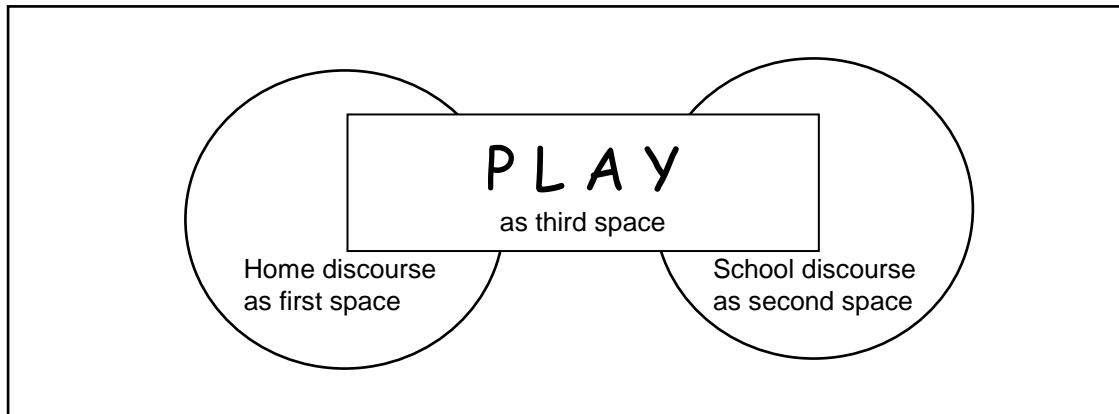 P L A Y
as third space
Home discourse
as first space
School discourse
as second space